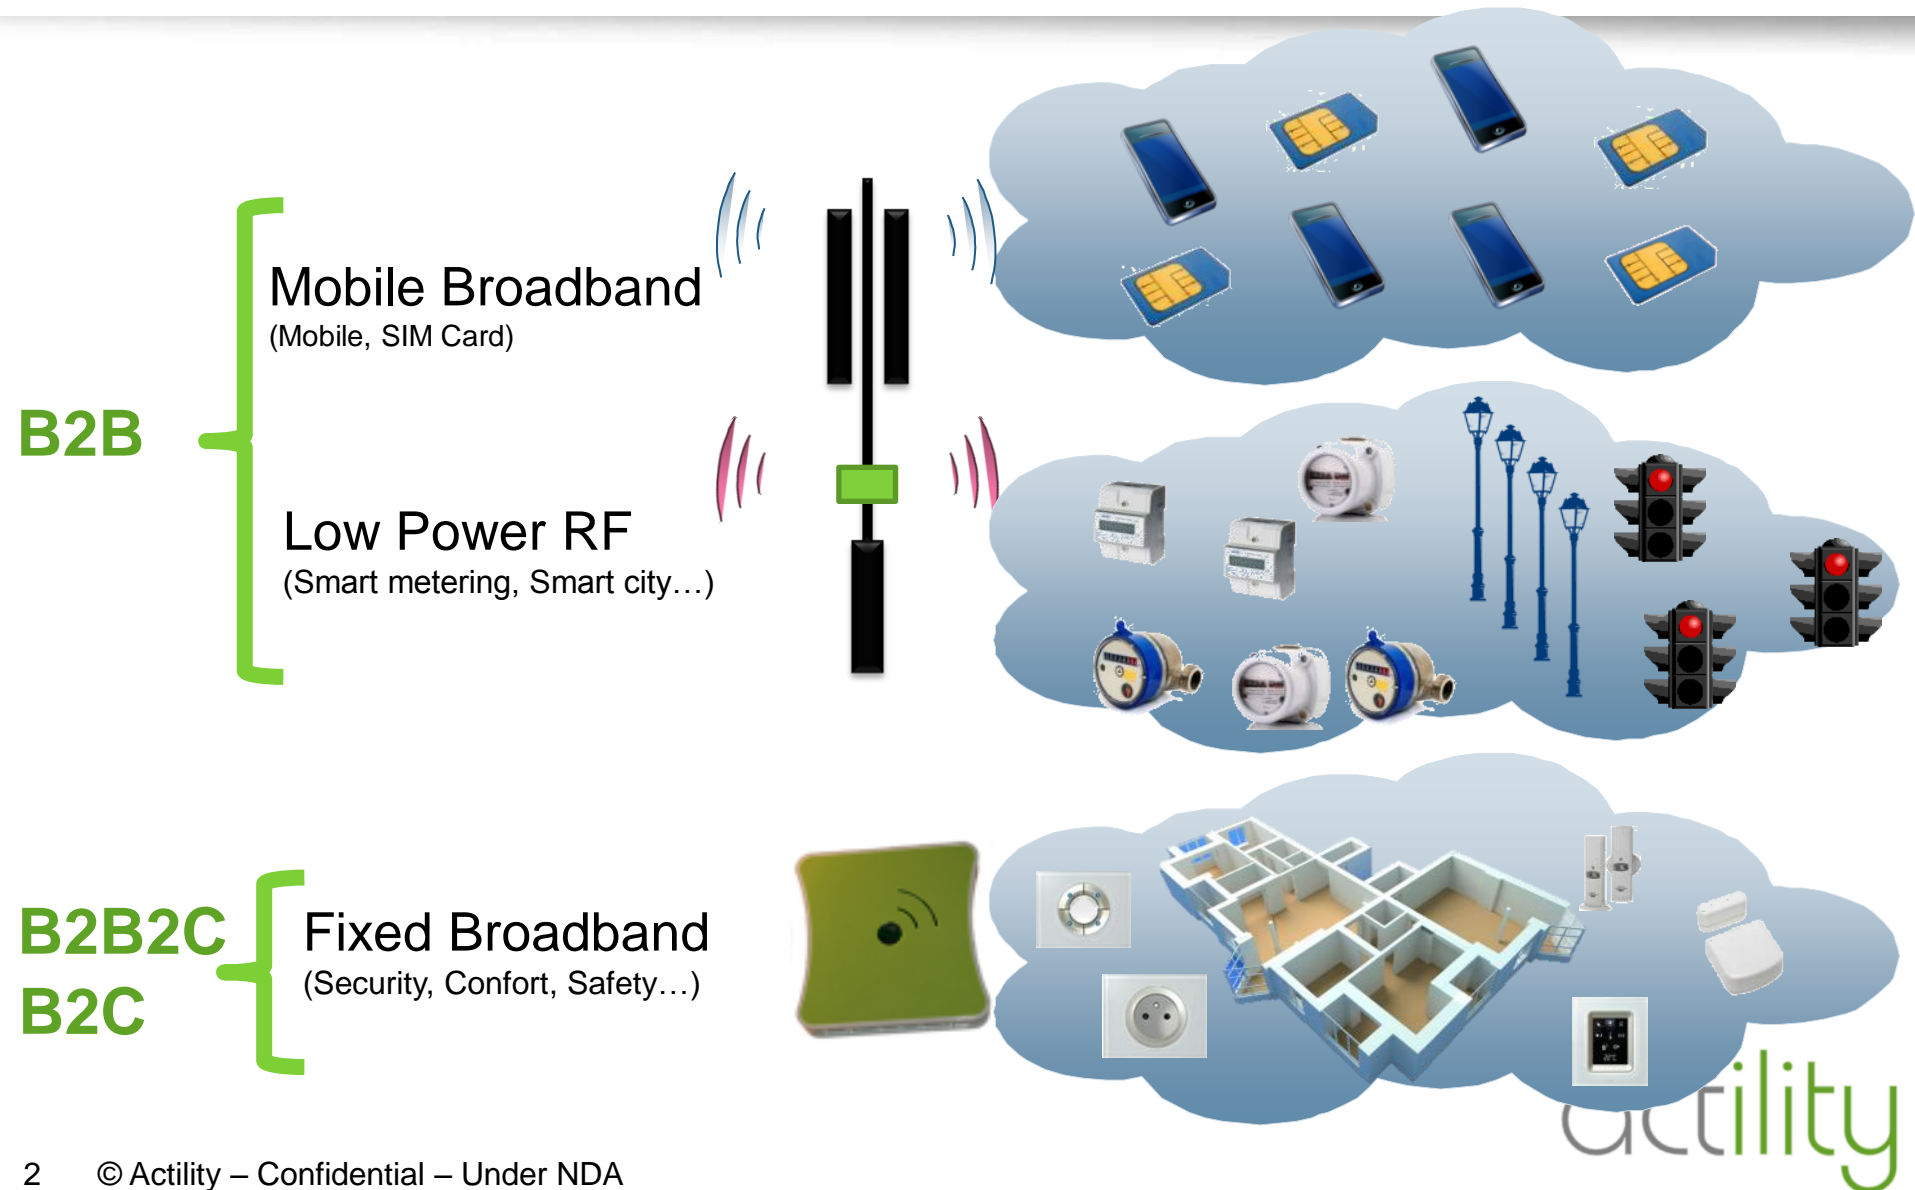 Mobile Broadband
(Mobile, SIM Card)
B2B
Low Power RF
(Smart metering, Smart city…)
B2B2C
B2C
Fixed Broadband
(Security, Confort, Safety…)
actility
2 © Actility – Confidential – Under NDA